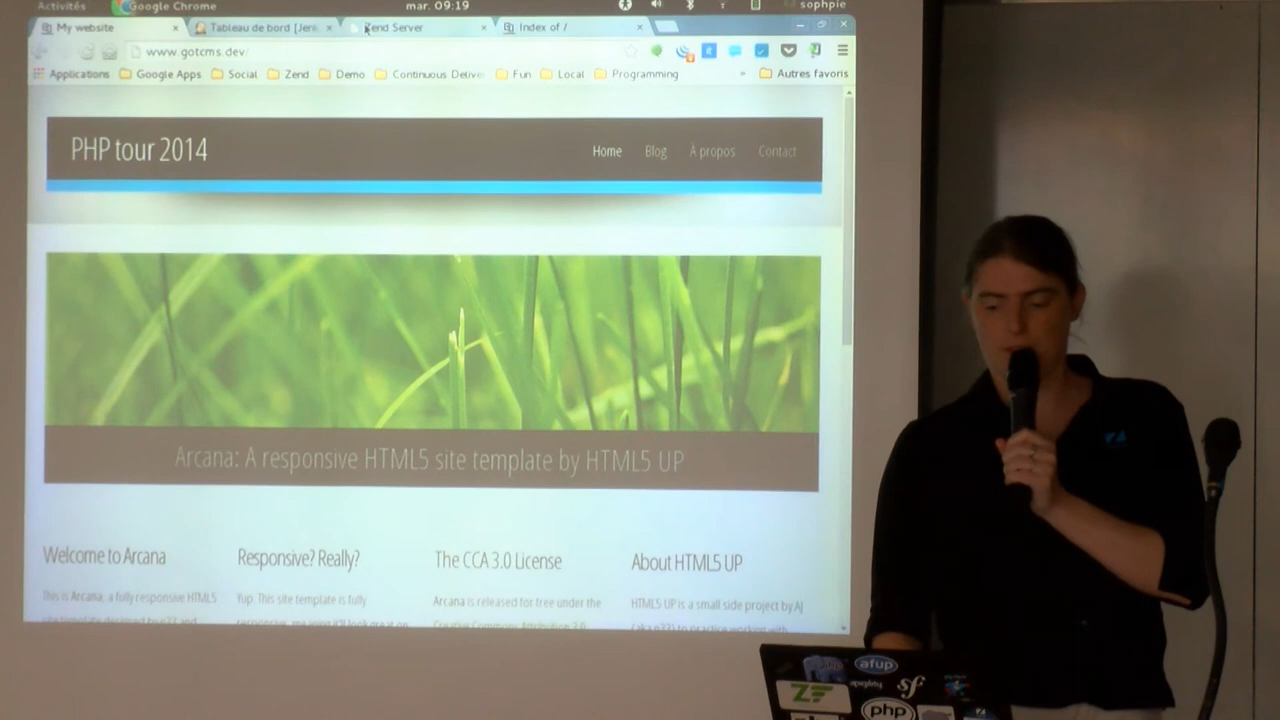 Activités Google Chrome mar. 09:19 sophpie
My website Tableau de bord [Jenk Zend Server Index of /
www.gotcms.dev/
Applications Google Apps Social Zend Demo Continuous Delive Fun Local Programming » Autres favoris
PHP tour 2014 Home Blog À propos Contact
Arcana: A responsive HTML5 site template by HTML5 UP
Welcome to Arcana Responsive? Really? The CCA 3.0 License About HTML5 UP
This is Arcana, a fully responsive HTML5 Yup. This site template is fully Arcana is released for free under the HTML5 UP is a small side project by AJ
afup
sf
ZF
php